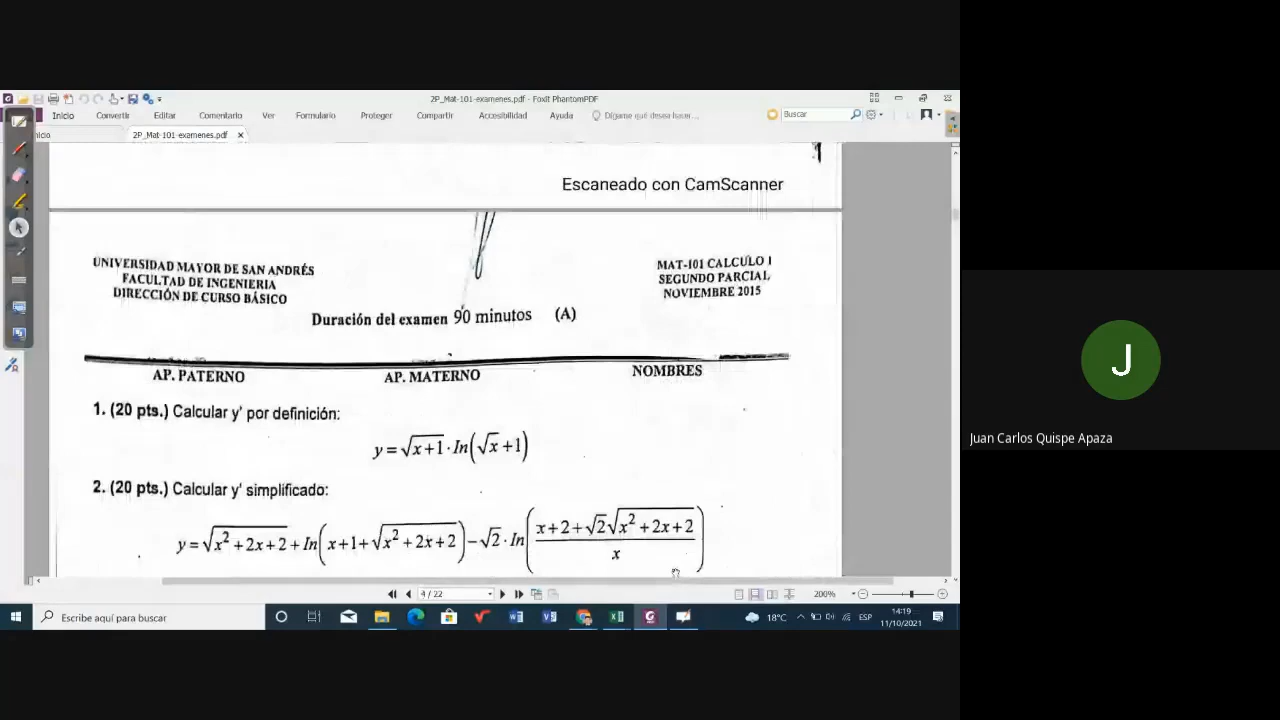 2P_Mat-101-examenes.pdf - Foxit PhantomPDF
Inicio Convertir Editar Comentario Ver Formulario Proteger Compartir Accesibilidad Ayuda Dígame qué desea hacer... Buscar
nicio 2P_Mat-101-examenes.pdf
Escaneado con CamScanner
UNIVERSIDAD MAYOR DE SAN ANDRÉS
FACULTAD DE INGENIERIA
DIRECCIÓN DE CURSO BÁSICO
MAT-101 CALCULO I
SEGUNDO PARCIAL
NOVIEMBRE 2015
Duración del examen 90 minutos (A)
AP. PATERNO AP. MATERNO NOMBRES
1. (20 pts.) Calcular y' por definición:
y = √(x+1) · ln(√x + 1)
2. (20 pts.) Calcular y' simplificado:
y = √(x² + 2x + 2) + ln(x + 1 + √(x² + 2x + 2)) − √2 · ln((x + 2 + √2 √(x² + 2x + 2)) / x)
4 / 22 200%
J
Juan Carlos Quispe Apaza
Escribe aquí para buscar 18°C ESP 14:19
11/10/2021